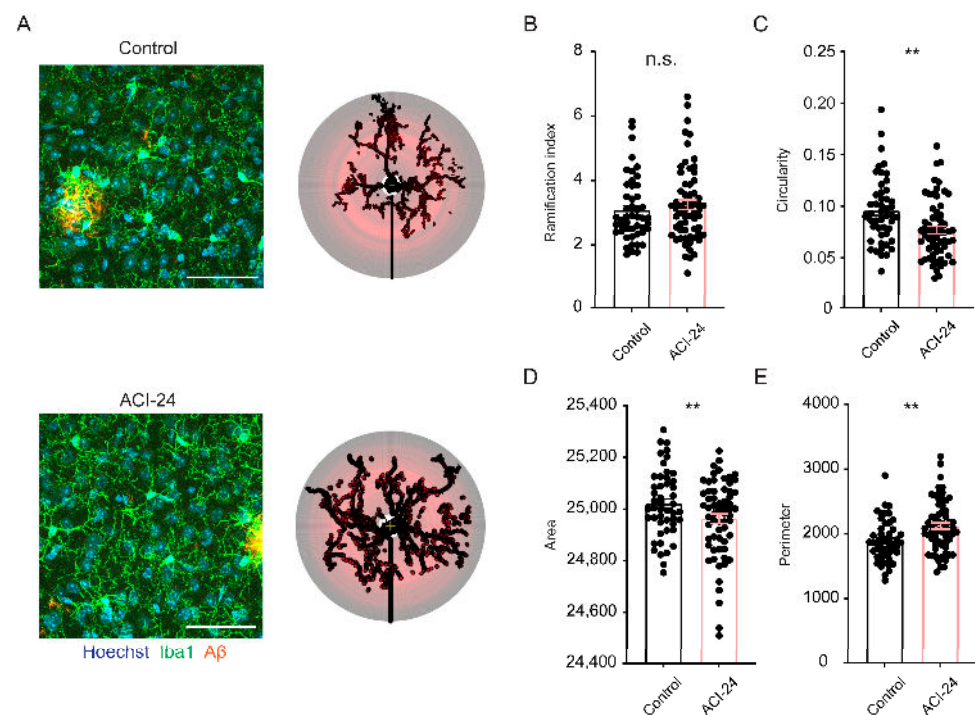 A
Control
ACI-24
Hoechst Iba1 Aβ
B
n.s.
Ramification index
8
6
4
2
0
Control
ACI-24
C
**
Circularity
0.25
0.20
0.15
0.10
0.05
0
Control
ACI-24
D
**
Area
25,400
25,200
25,000
24,800
24,600
24,400
Control
ACI-24
E
**
Perimeter
4000
3000
2000
1000
0
Control
ACI-24